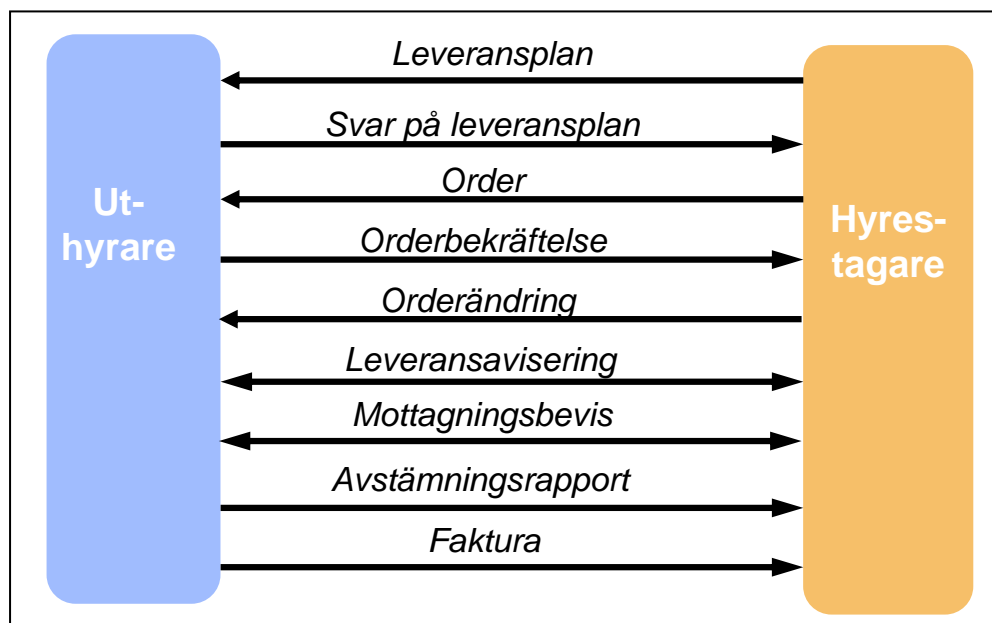 Leveransplan
Svar på leveransplan
Order
Ut-
hyrare
Hyres-
tagare
Orderbekräftelse
Orderändring
Leveransavisering
Mottagningsbevis
Avstämningsrapport
Faktura